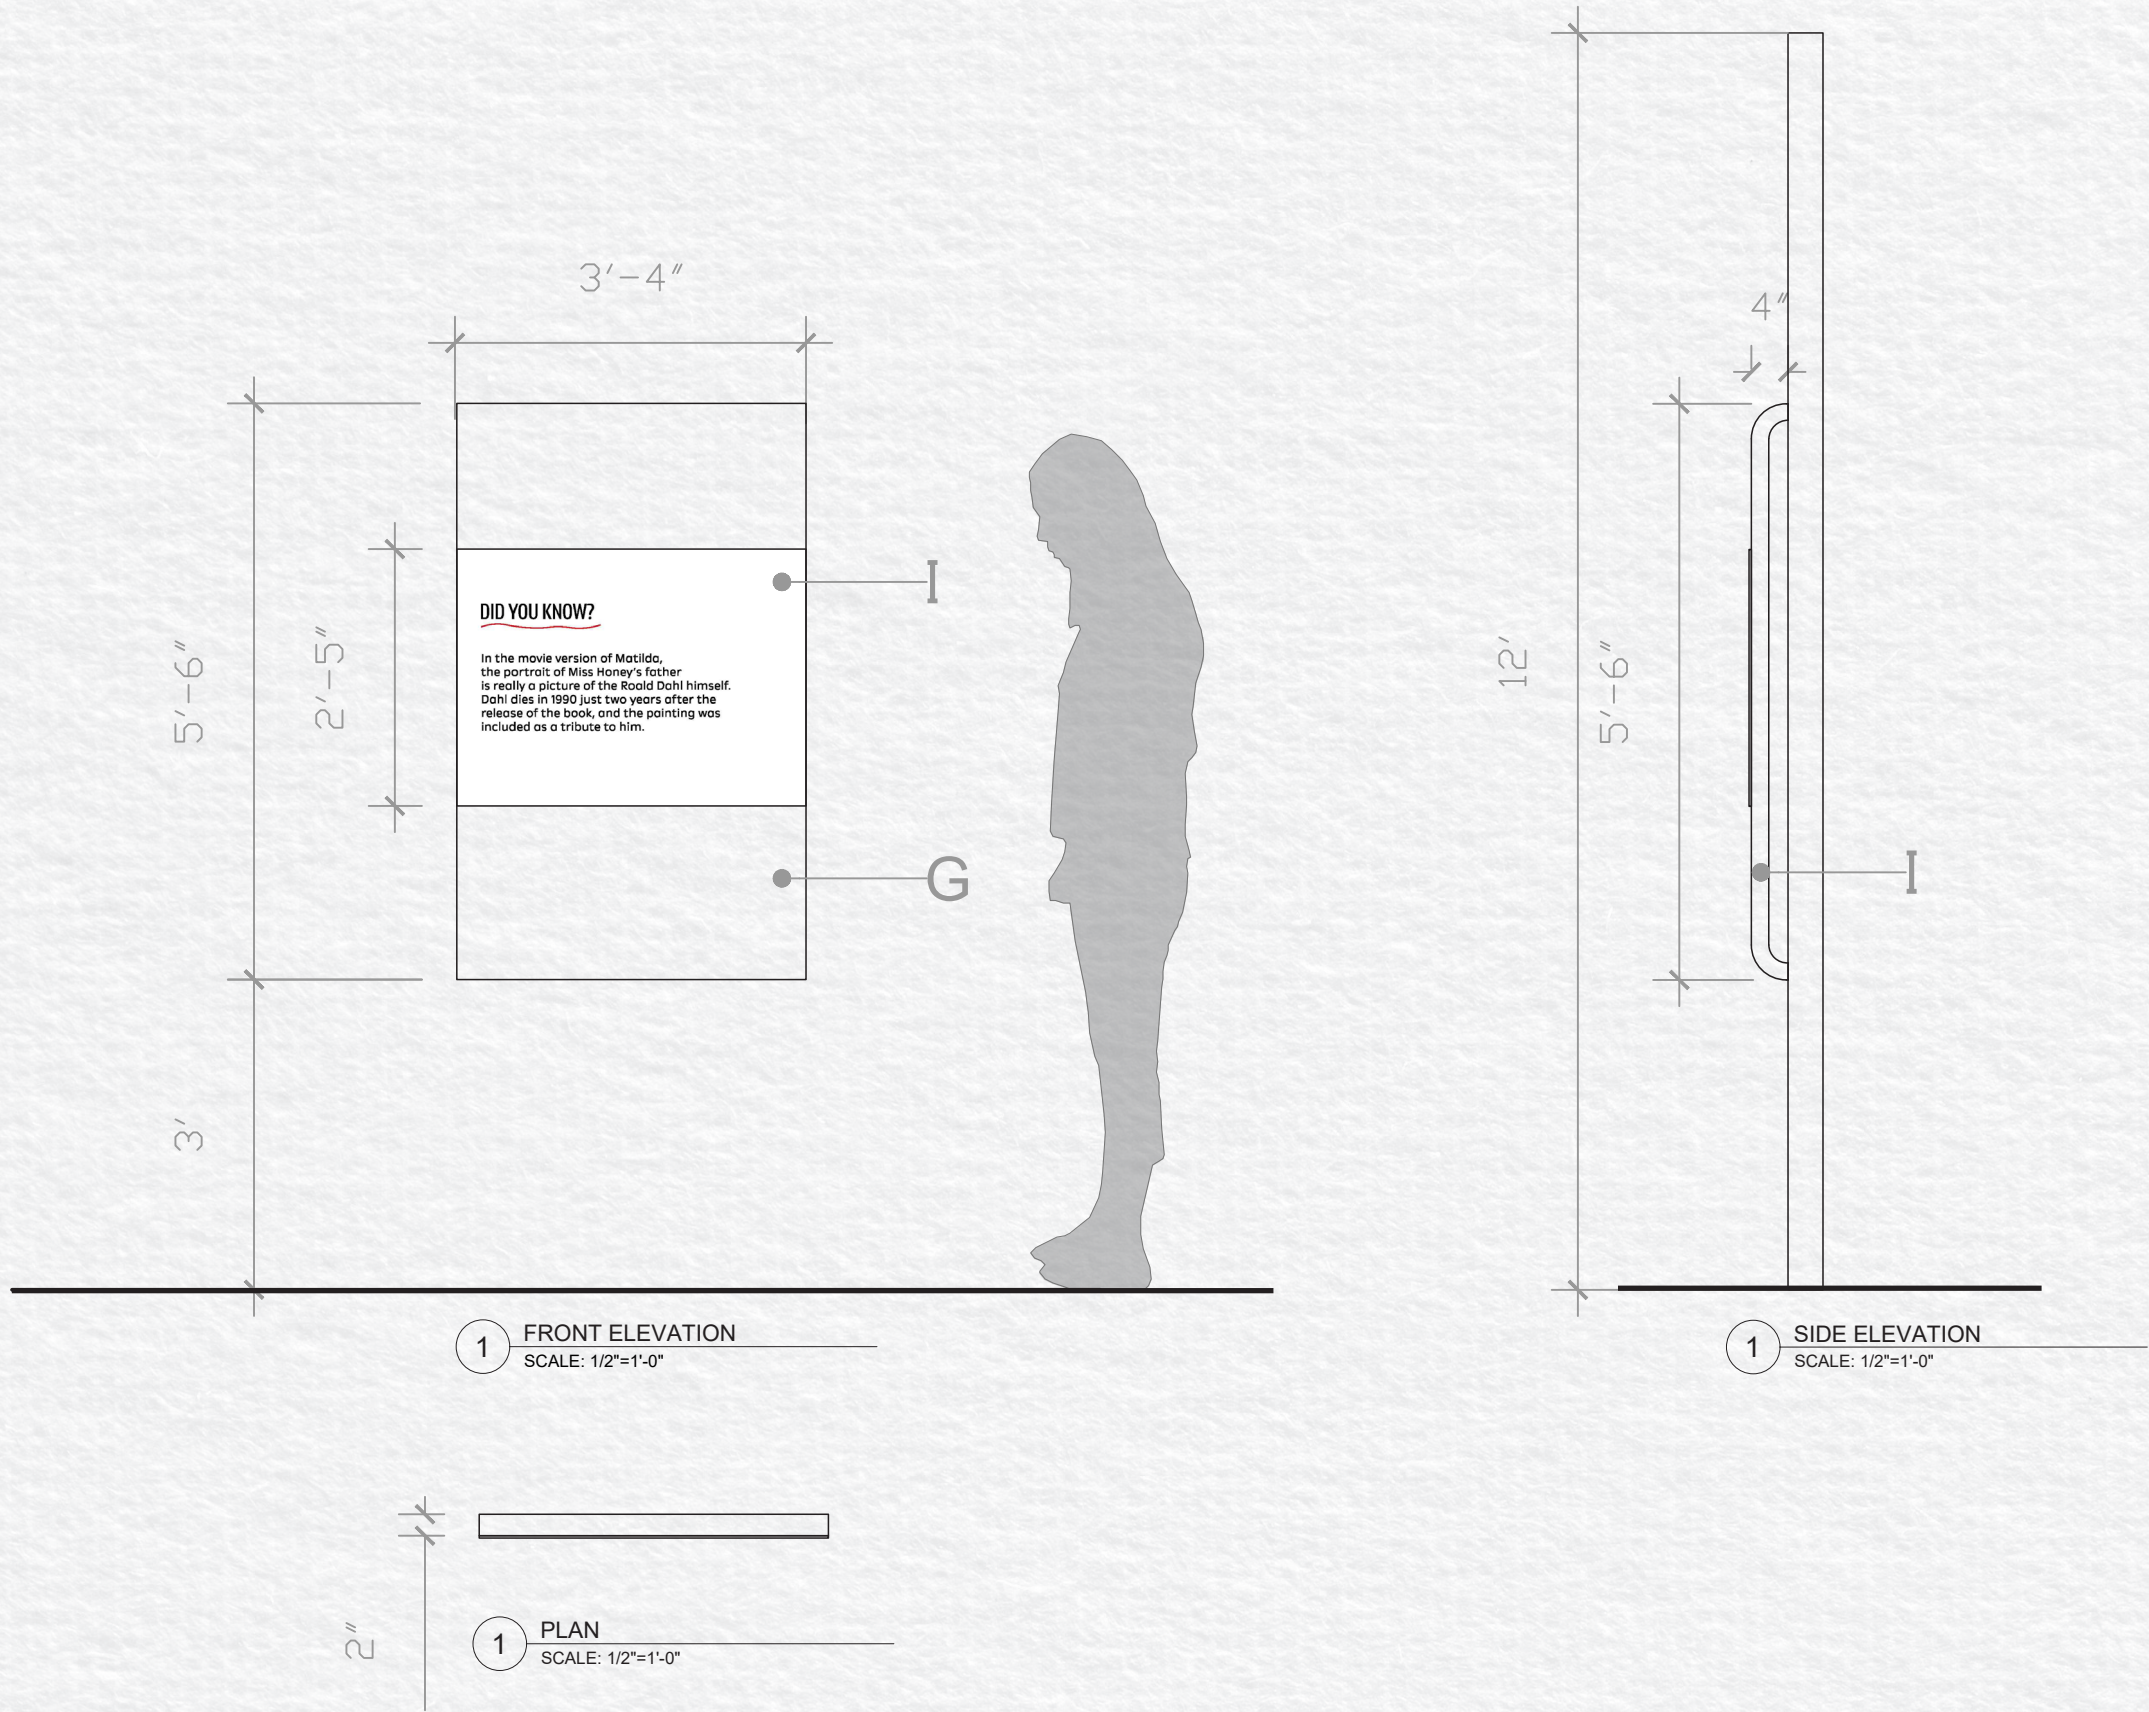 3'-4"
5'-6"
2'-5"
3'
I
DID YOU KNOW?
In the movie version of Matilda,
the portrait of Miss Honey's father
is really a picture of the Roald Dahl himself.
Dahl dies in 1990 just two years after the
release of the book, and the painting was
included as a tribute to him.
G
1 FRONT ELEVATION
SCALE: 1/2"=1'-0"
4"
12'
5'-6"
I
1 SIDE ELEVATION
SCALE: 1/2"=1'-0"
2"
1 PLAN
SCALE: 1/2"=1'-0"